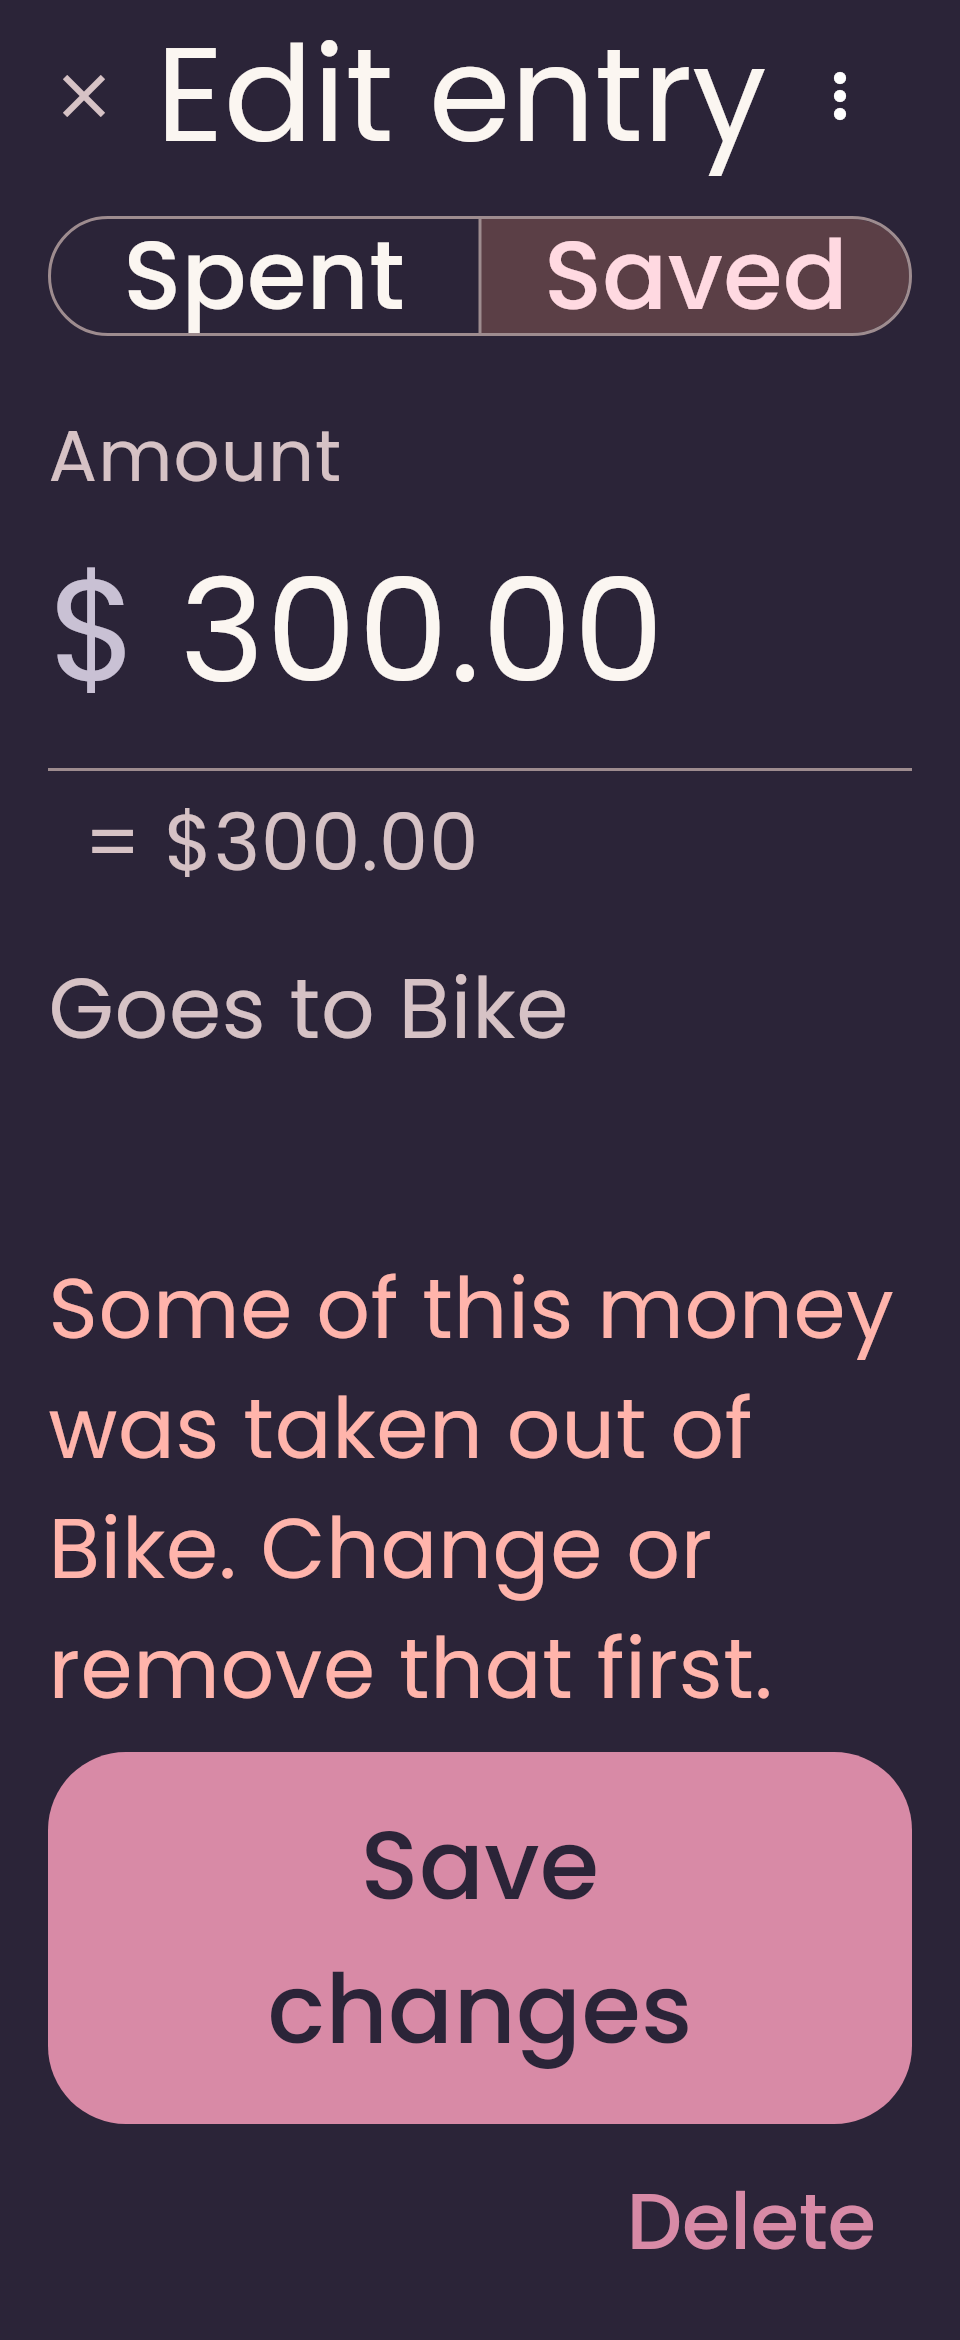 Edit entry
Spent
Saved
Amount
$ 300.00
= $300.00
Goes to Bike
Some of this money
was taken out of
Bike. Change or
remove that first.
Save
changes
Delete